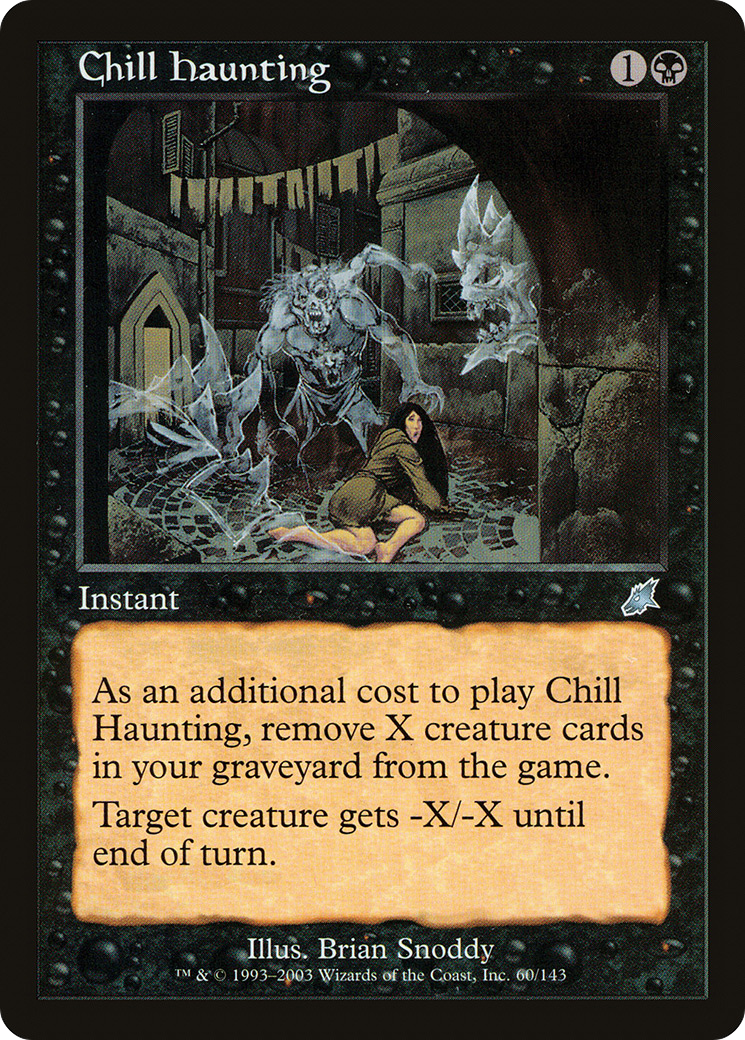 Chill Haunting
1
Instant
As an additional cost to play Chill
Haunting, remove X creature cards
in your graveyard from the game.
Target creature gets -X/-X until
end of turn.
Illus. Brian Snoddy
™ & © 1993–2003 Wizards of the Coast, Inc. 60/143